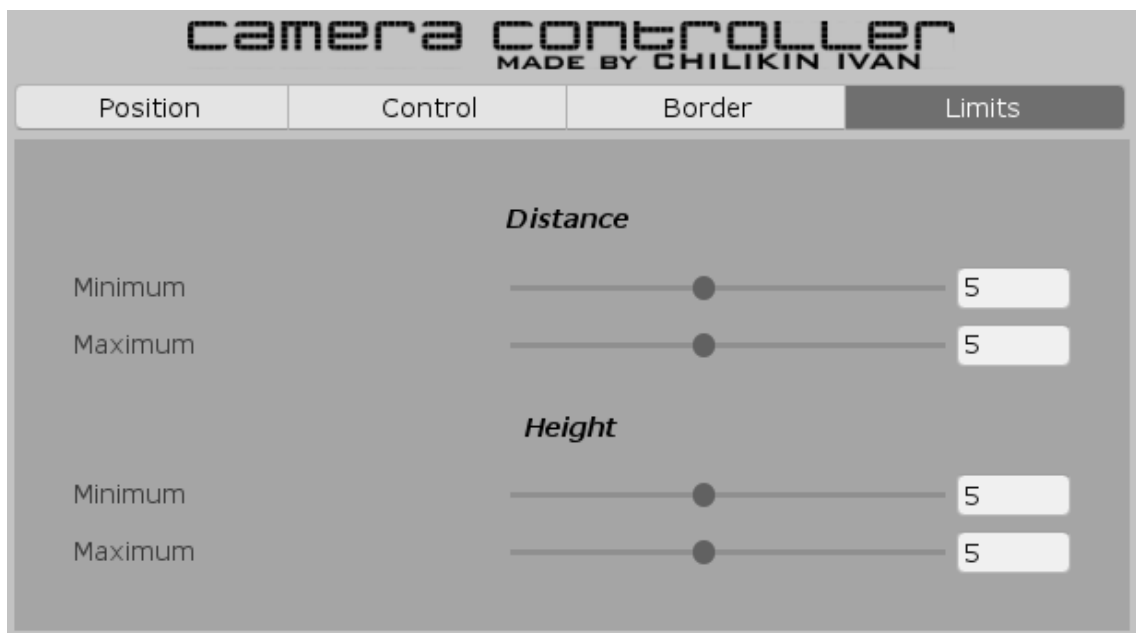 camera controller
MADE BY CHILIKIN IVAN
Position Control Border Limits
Distance
Minimum 5
Maximum 5
Height
Minimum 5
Maximum 5